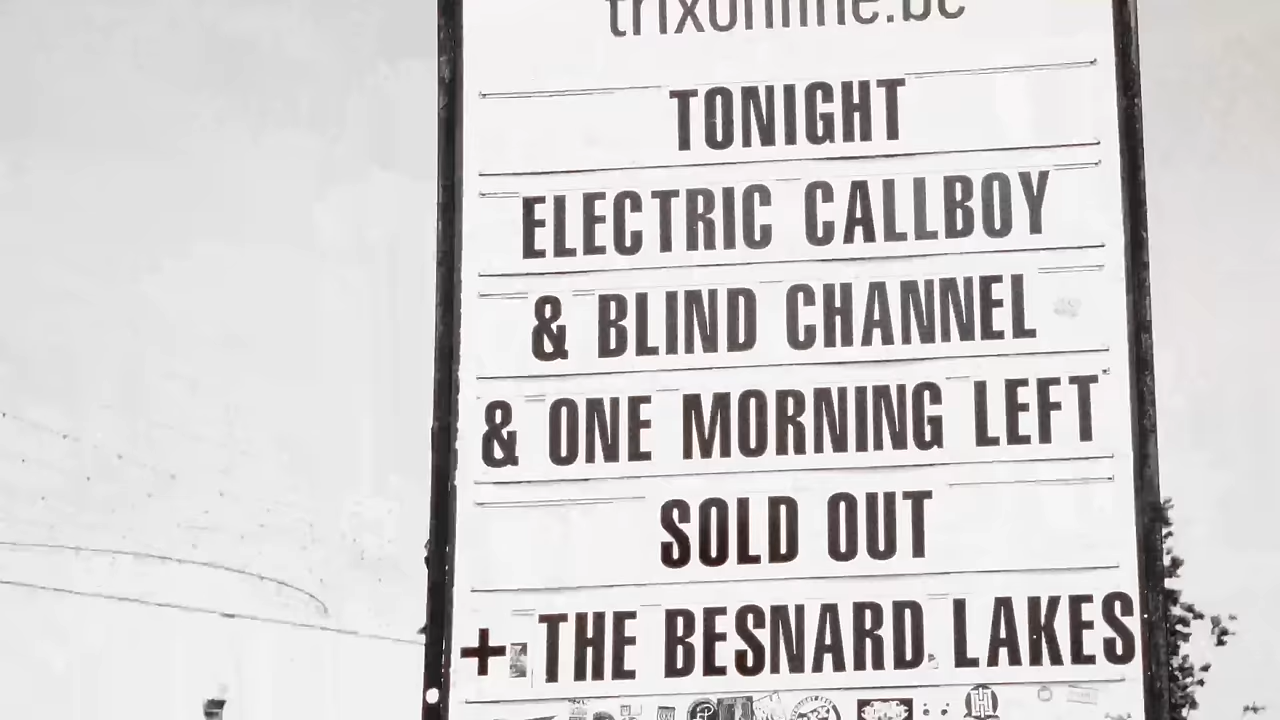 trixonline.be
TONIGHT
ELECTRIC CALLBOY
& BLIND CHANNEL
& ONE MORNING LEFT
SOLD OUT
+ THE BESNARD LAKES